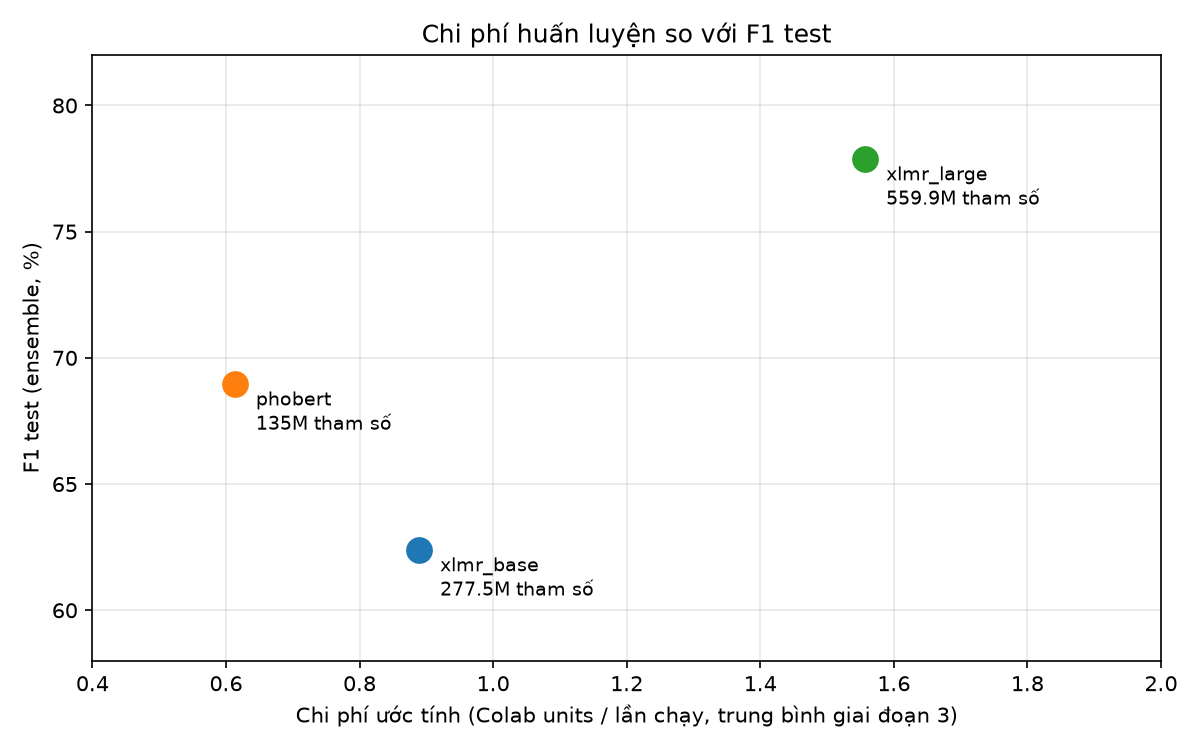 Chi phí huấn luyện so với F1 test
F1 test (ensemble, %)
80
75
70
65
60
xlmr_large
559.9M tham số
phobert
135M tham số
xlmr_base
277.5M tham số
0.4
0.6
0.8
1.0
1.2
1.4
1.6
1.8
2.0
Chi phí ước tính (Colab units / lần chạy, trung bình giai đoạn 3)